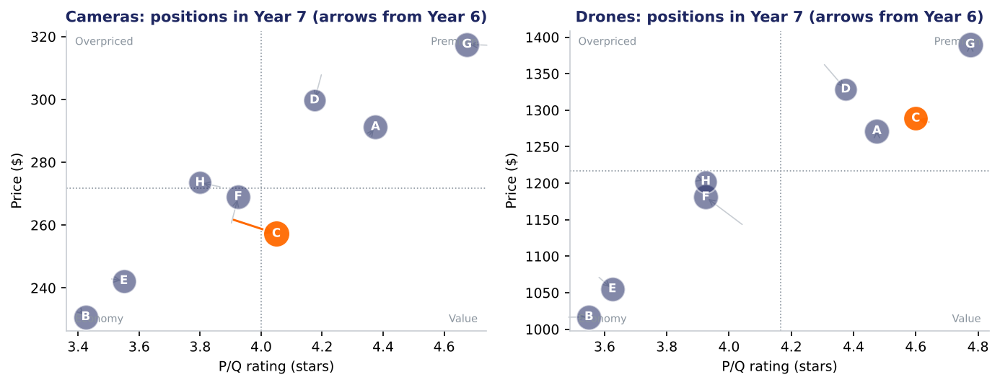 Cameras: positions in Year 7 (arrows from Year 6)
Overpriced
Prem
G
D
A
H
F
C
E
B
nomy
Value
320
300
280
260
240
3.4 3.6 3.8 4.0 4.2 4.4 4.6
Price ($)
P/Q rating (stars)
Drones: positions in Year 7 (arrows from Year 6)
Overpriced
Prem
G
D
C
A
H
F
E
B
nomy
Value
1400
1350
1300
1250
1200
1150
1100
1050
1000
3.6 3.8 4.0 4.2 4.4 4.6 4.8
Price ($)
P/Q rating (stars)